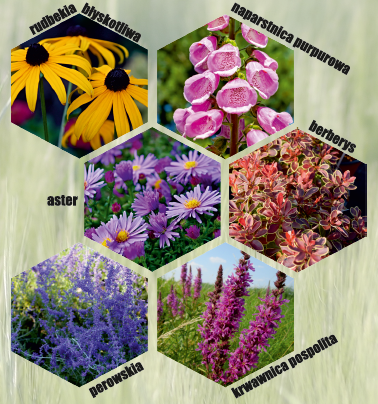 rudbekia błyskotliwa
naparstnica purpurowa
berberys
aster
perowskia
krwawnica pospolita